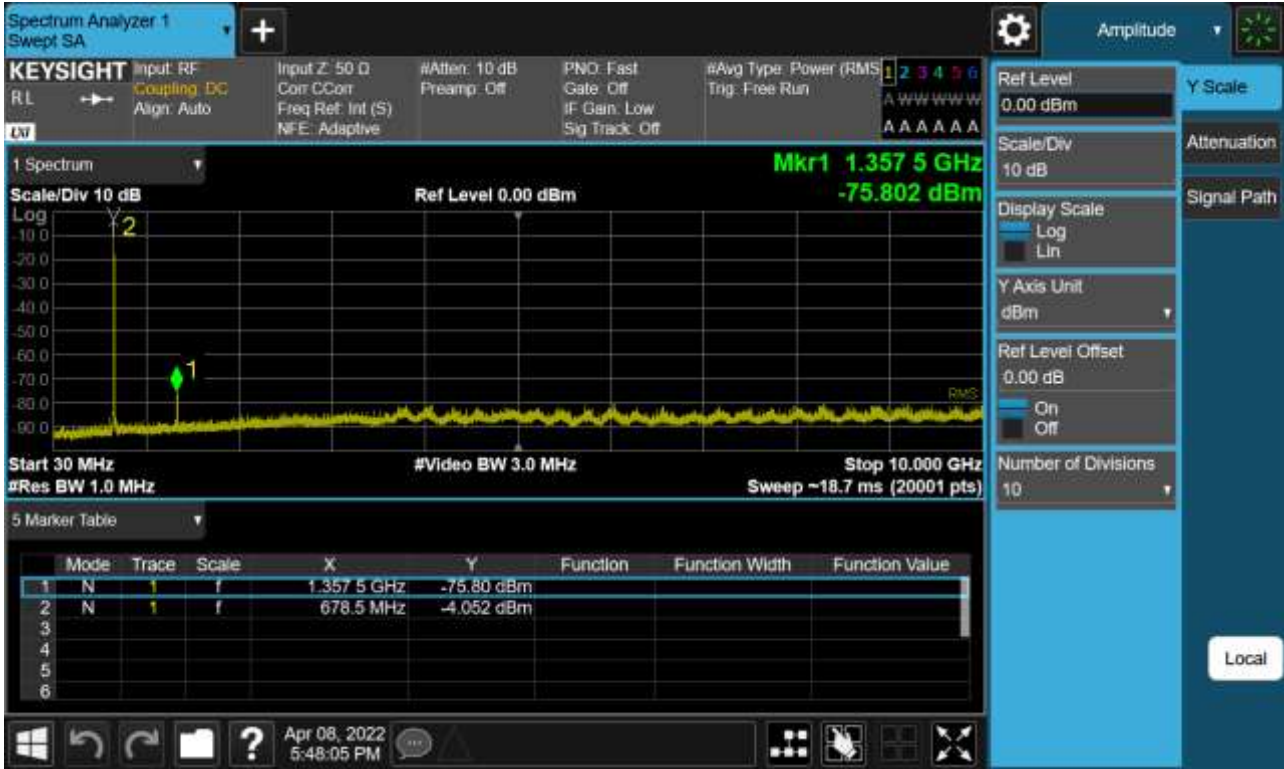 Spectrum Analyzer 1
Swept SA
+
Amplitude
KEYSIGHT
RL
LXI
Input: RF
Coupling: DC
Align: Auto
Input Z: 50 Ω
Corr CCorr
Freq Ref: Int (S)
NFE: Adaptive
#Atten: 10 dB
Preamp: Off
PNO: Fast
Gate: Off
IF Gain: Low
Sig Track: Off
#Avg Type: Power (RMS
Trig: Free Run
1 2 3 4 5 6
A W W W W W
A A A A A A
1 Spectrum
Mkr1 1.357 5 GHz
-75.802 dBm
Scale/Div 10 dB
Ref Level 0.00 dBm
Log
2
-10.0
-20.0
-30.0
-40.0
-50.0
-60.0
1
-70.0
-80.0
RMS
-90.0
Start 30 MHz
#Video BW 3.0 MHz
Stop 10.000 GHz
#Res BW 1.0 MHz
Sweep ~18.7 ms (20001 pts)
5 Marker Table
Mode Trace Scale X Y Function Function Width Function Value
1 N 1 f 1.357 5 GHz -75.80 dBm
2 N 1 f 678.5 MHz -4.052 dBm
3
4
5
6
Ref Level
0.00 dBm
Scale/Div
10 dB
Display Scale
Log
Lin
Y Axis Unit
dBm
Ref Level Offset
0.00 dB
On
Off
Number of Divisions
10
Y Scale
Attenuation
Signal Path
Local
?
Apr 08, 2022
5:48:05 PM